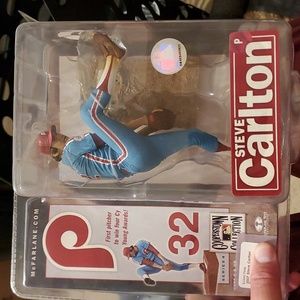 STEVE
Carlton
P
McFARLANE.COM
P
First pitcher
to win four Cy
Young Awards!
32
COOPERSTOWN
COLLECTION